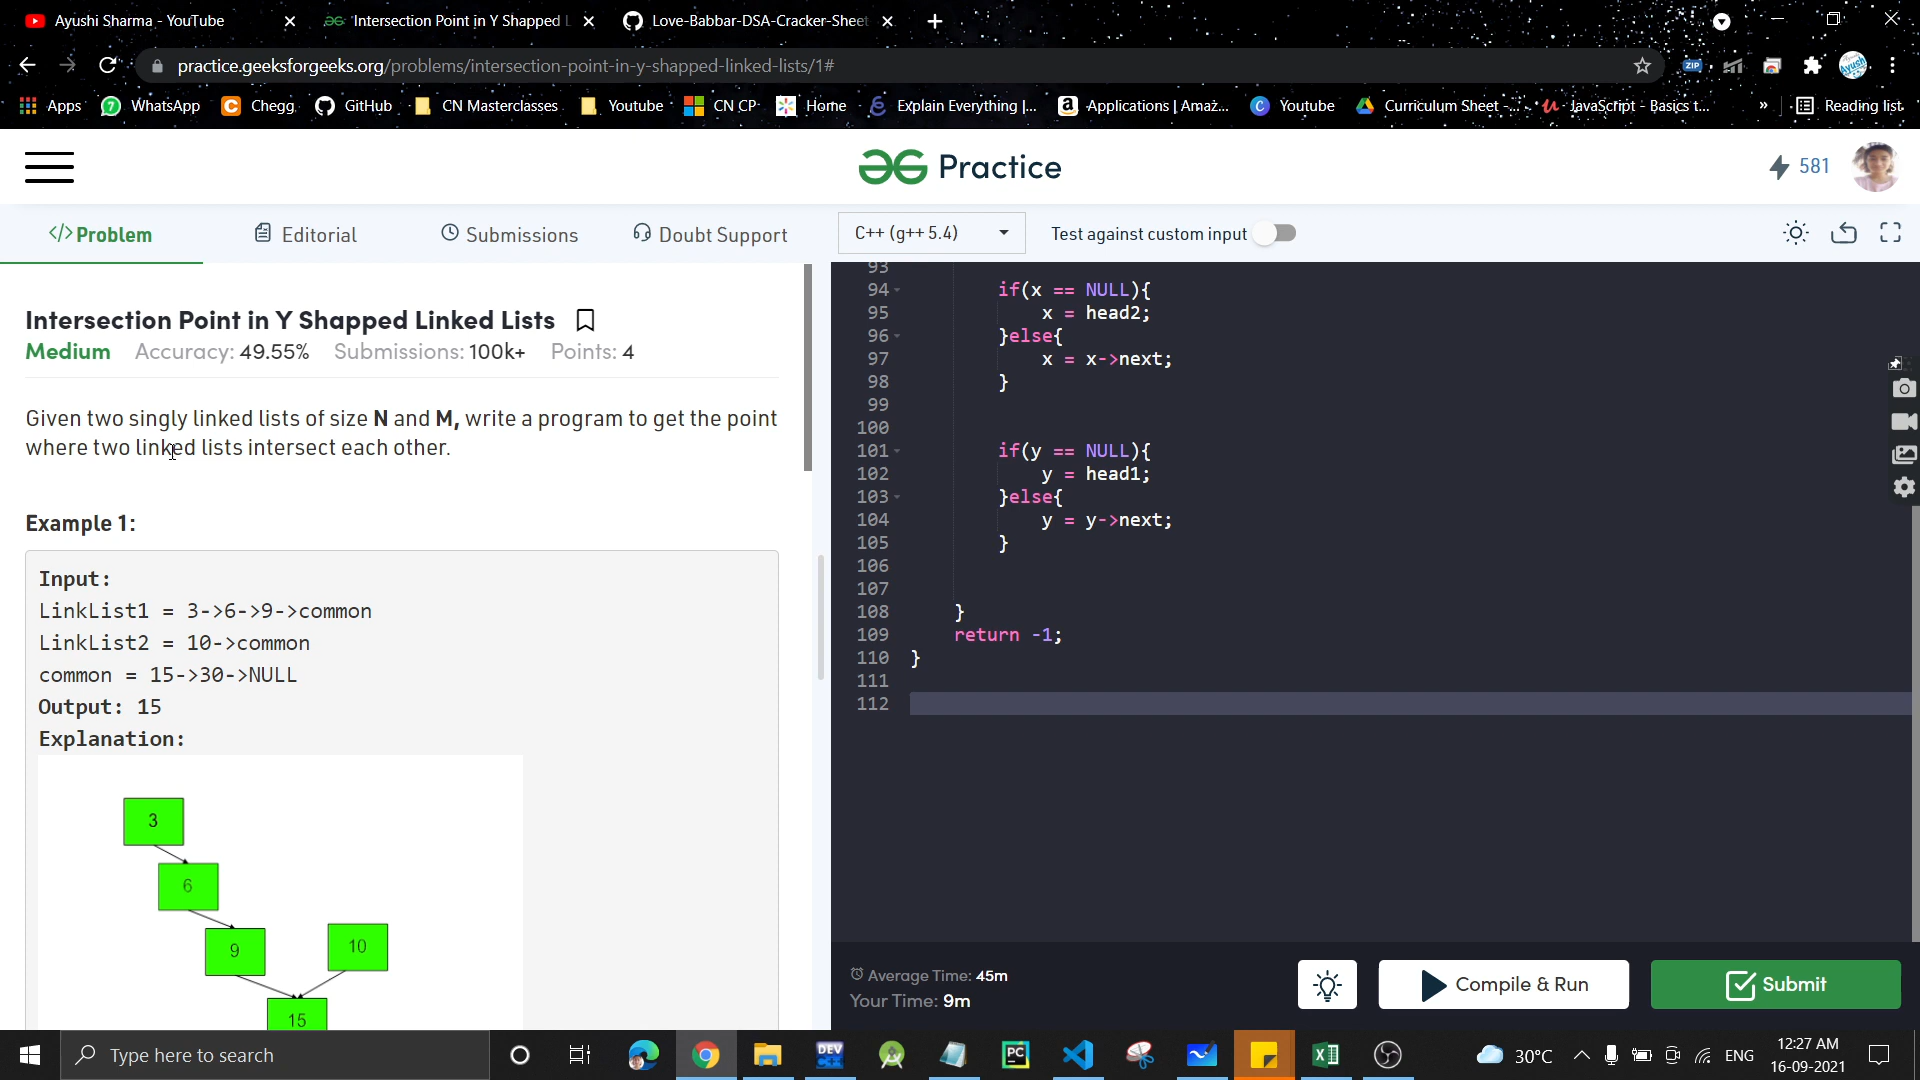 Ayushi Sharma - YouTube
Intersection Point in Y Shapped L
Love-Babbar-DSA-Cracker-Sheet
practice.geeksforgeeks.org/problems/intersection-point-in-y-shapped-linked-lists/1#
ZIP
Ayush
Apps
WhatsApp
Chegg
GitHub
CN Masterclasses
Youtube
CN CP
Home
Explain Everything |...
Applications | Amaz...
Youtube
Curriculum Sheet -...
JavaScript - Basics t...
»
Reading list
Practice
581
</> Problem
Editorial
Submissions
Doubt Support
C++ (g++ 5.4)
Test against custom input
Intersection Point in Y Shapped Linked Lists
Medium Accuracy: 49.55% Submissions: 100k+ Points: 4
Given two singly linked lists of size N and M, write a program to get the point
where two linked lists intersect each other.
Example 1:
Input:
LinkList1 = 3->6->9->common
LinkList2 = 10->common
common = 15->30->NULL
Output: 15
Explanation:
3
6
9
10
15
93
94 if(x == NULL){
95 x = head2;
96 }else{
97 x = x->next;
98 }
99
100
101 if(y == NULL){
102 y = head1;
103 }else{
104 y = y->next;
105 }
106
107
108 }
109 return -1;
110 }
111
112
Average Time: 45m
Your Time: 9m
Compile & Run
Submit
Type here to search
DEV
PC
30°C
ENG
12:27 AM
16-09-2021